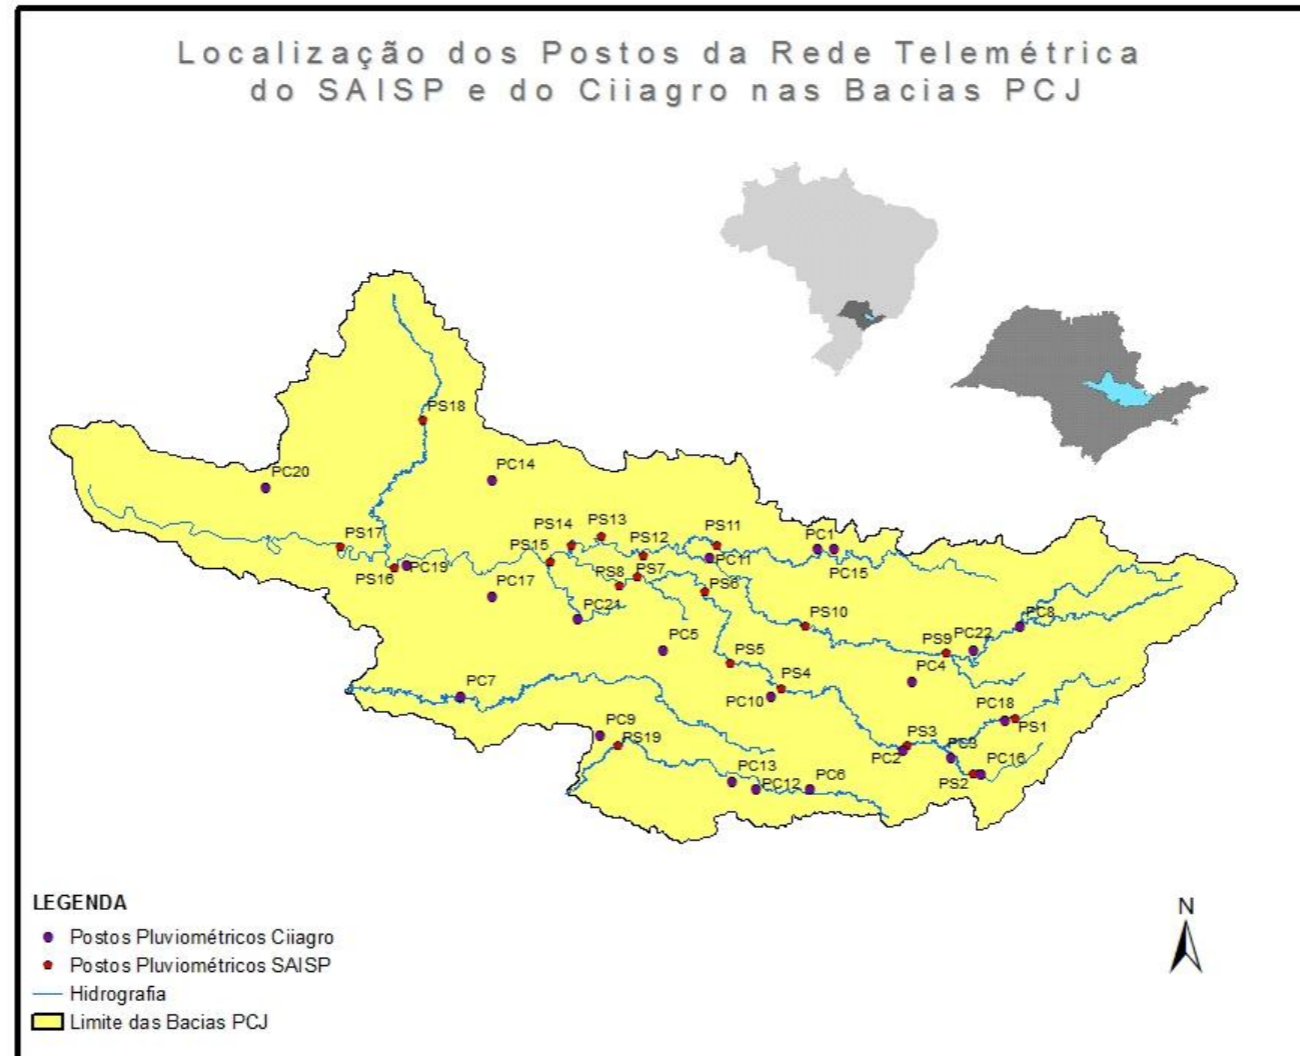 Localização dos Postos da Rede Telemétrica
do SAISP e do Ciiagro nas Bacias PCJ
PS18
PC20
PC14
PS17
PS14
PS13
PS12
PS11
PC1
PS16
PC19
PS15
PC11
PC15
PC17
PS8
PS7
PS6
PC21
PS10
PC8
PC5
PS5
PS9
PC22
PC4
PC7
PS4
PC10
PC18
PS1
PC9
PS19
PC2
PS3
PC3
PC16
PC13
PC12
PC6
PS2
LEGENDA
Postos Pluviométricos Ciiagro
Postos Pluviométricos SAISP
Hidrografia
Limite das Bacias PCJ
N